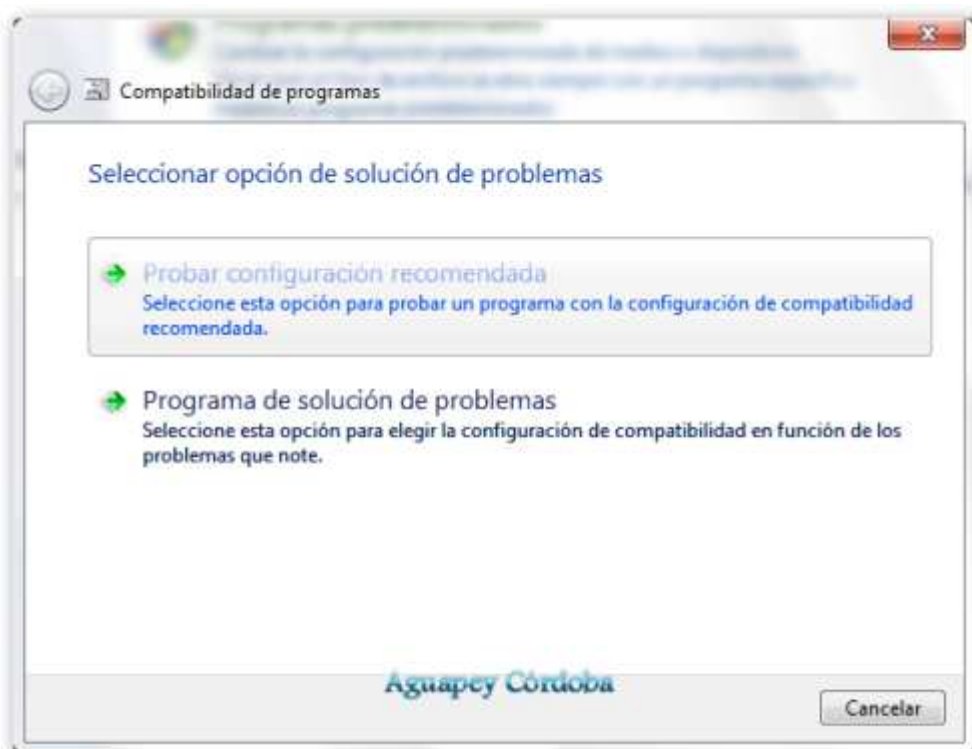 Programas predeterminados
Compatibilidad de programas
Seleccionar opción de solución de problemas
Probar configuración recomendada
Seleccione esta opción para probar un programa con la configuración de compatibilidad
recomendada.
Programa de solución de problemas
Seleccione esta opción para elegir la configuración de compatibilidad en función de los
problemas que note.
Aguapey Córdoba
Cancelar